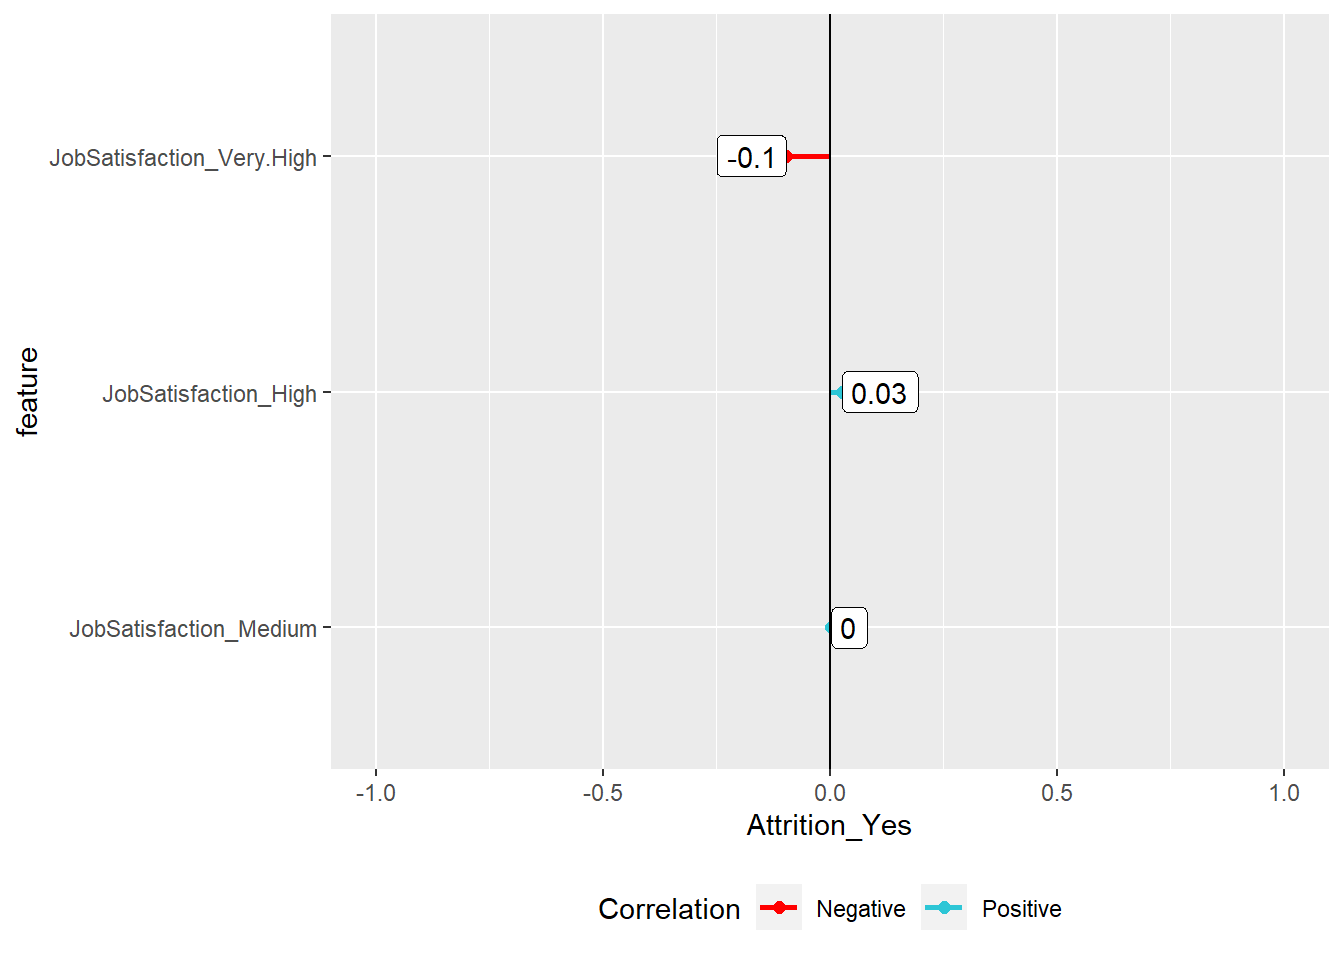 JobSatisfaction_Very.High
-0.1
JobSatisfaction_High
0.03
JobSatisfaction_Medium
0
feature
-1.0 -0.5 0.0 0.5 1.0
Attrition_Yes
Correlation Negative Positive